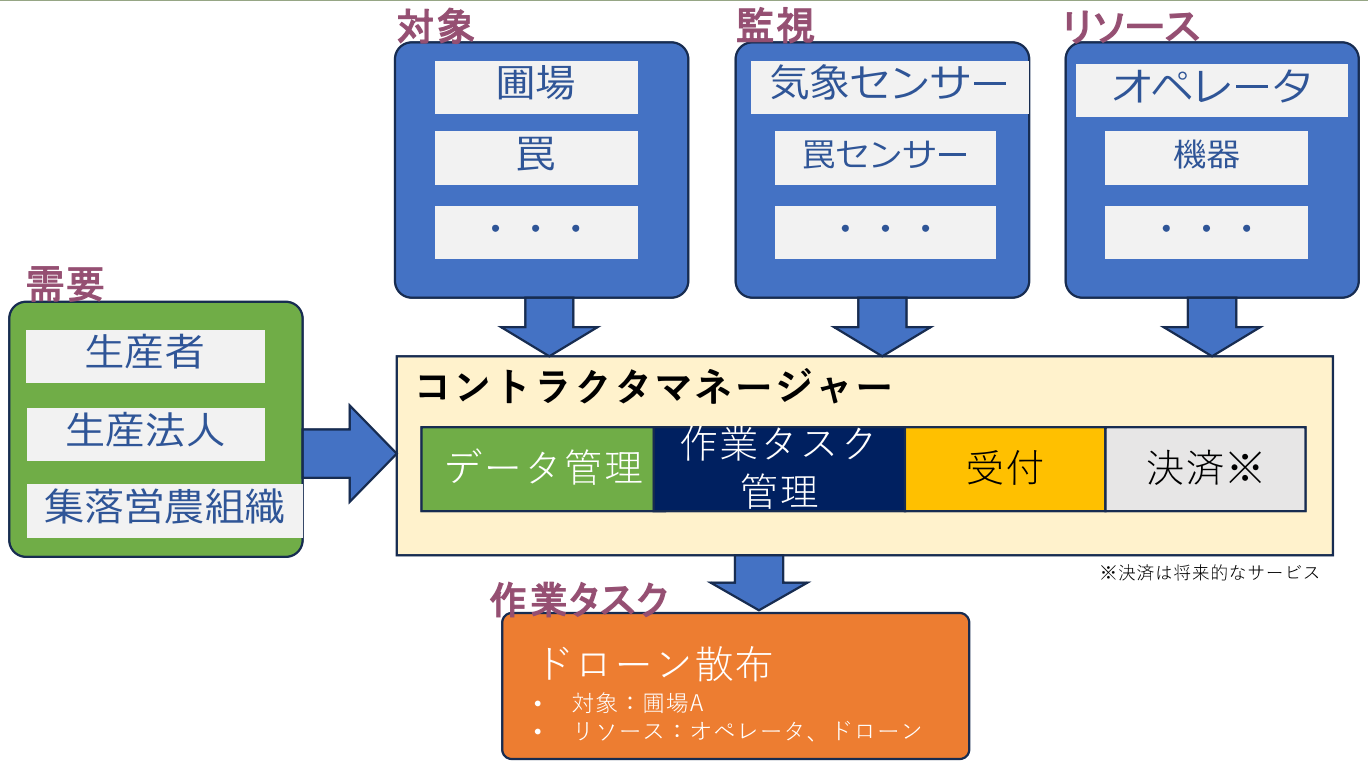 対象
圃場
罠
・・・
監視
気象センサー
罠センサー
・・・
リソース
オペレータ
機器
・・・
需要
生産者
生産法人
集落営農組織
コントラクタマネージャー
データ管理
作業タスク
管理
受付
決済※
※決済は将来的なサービス
作業タスク
ドローン散布
• 対象：圃場A
• リソース：オペレータ、ドローン